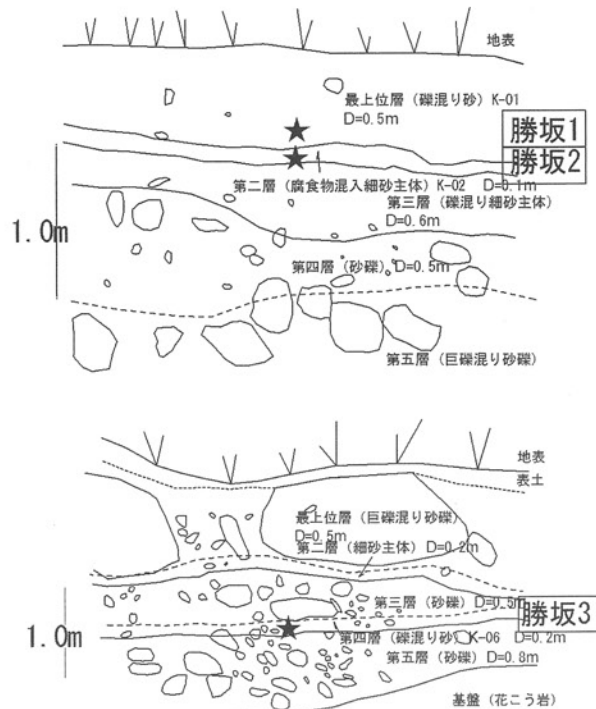 地表
最上位層（礫混り砂）K-01
D=0.5m
勝坂1
勝坂2
第二層（腐食物混入細砂主体）K-02 D=0.1m
第三層（礫混り細砂主体）
D=0.6m
1.0m
第四層（砂礫）D=0.5m
第五層（巨礫混り砂礫）
地表
表土
最上位層（巨礫混り砂礫）
D=0.5m
第二層（細砂主体）D=0.2m
第三層（砂礫）D=0.5m
勝坂3
1.0m
第四層（礫混り砂）K-06 D=0.2m
第五層（砂礫）D=0.8m
基盤（花こう岩）